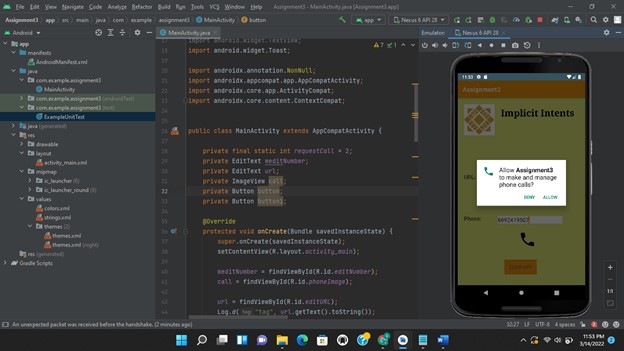 File Edit View Navigate Code Analyze Refactor Build Run Tools VCS Window Help Assignment3 - MainActivity.java [Assignment3.app]
Assignment3 app src main java com example assignment3 MainActivity button
app Nexus 6 API 28
Android
MainActivity.java
Emulator: Nexus 6 API 28
app
manifests
AndroidManifest.xml
java
com.example.assignment3
MainActivity
com.example.assignment3 (androidTest)
com.example.assignment3 (test)
ExampleUnitTest
java (generated)
res
drawable
layout
activity_main.xml
mipmap
ic_launcher (6)
ic_launcher_round (6)
values
colors.xml
strings.xml
themes (2)
themes.xml
themes.xml (night)
res (generated)
Gradle Scripts
import android.widget.TextView;
import android.widget.Toast;
import androidx.annotation.NonNull;
import androidx.appcompat.app.AppCompatActivity;
import androidx.core.app.ActivityCompat;
import androidx.core.content.ContextCompat;
public class MainActivity extends AppCompatActivity {
private final static int requestCall = 2;
private EditText meditNumber;
private EditText url;
private ImageView call;
private Button button;
private Button button1;
@Override
protected void onCreate(Bundle savedInstanceState) {
super.onCreate(savedInstanceState);
setContentView(R.layout.activity_main);
meditNumber = findViewById(R.id.editNumber);
call = findViewById(R.id.phoneImage);
url = findViewById(R.id.editURL);
Log.d( tag: "tag", url.getText().toString());
7 1
11:53
Assignment3
Implicit Intents
URL
Allow Assignment3
to make and manage
phone calls?
DENY ALLOW
Phone:
1:1
An unexpected packet was received before the handshake. (2 minutes ago)
32:27 LF UTF-8 4 spaces
11:53 PM
3/14/2022